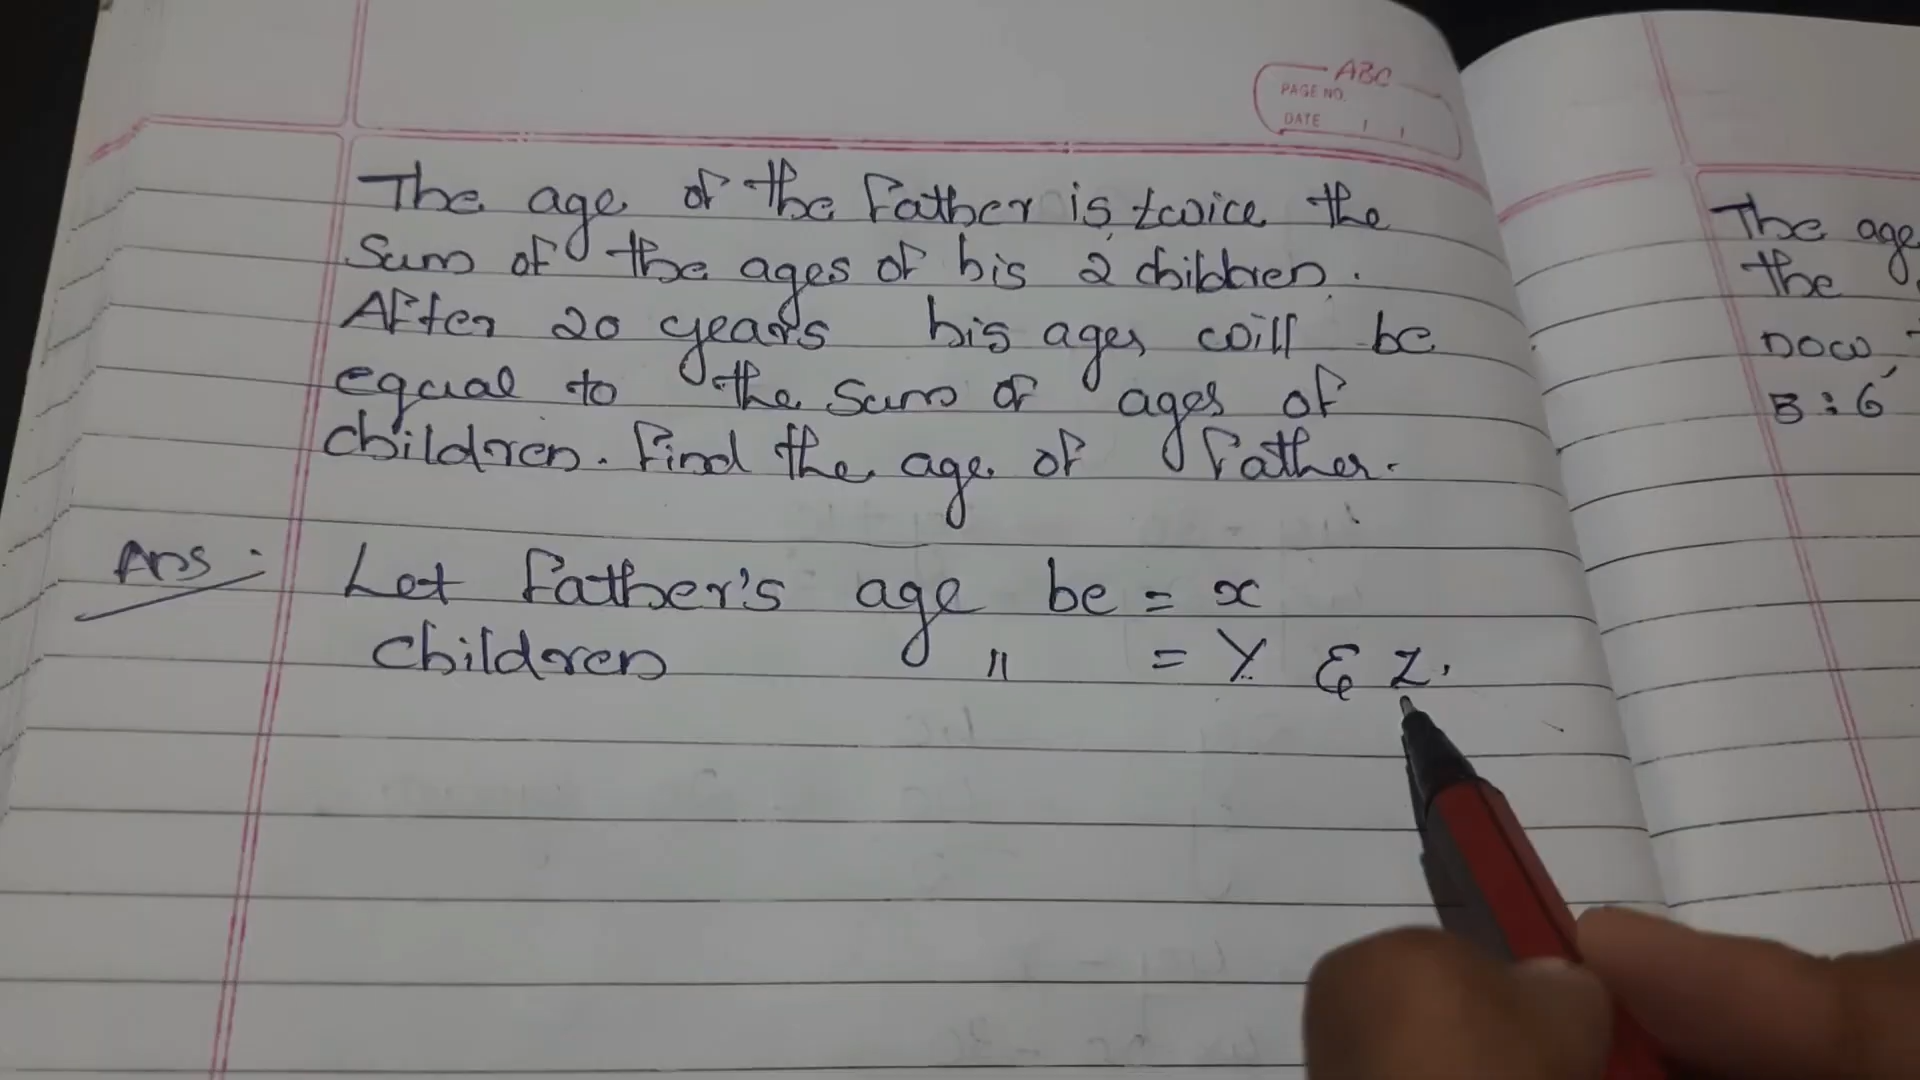 ABC
PAGE NO.
DATE / /
The age of the Father is twice the
Sum of the ages of his 2 children.
After 20 years his ages will be
equal to the Sum of ages of
children. Find the age of Father.
Ans : Let Father's age be = x
children " = Y & Z.
The age
the
now
3 : 6